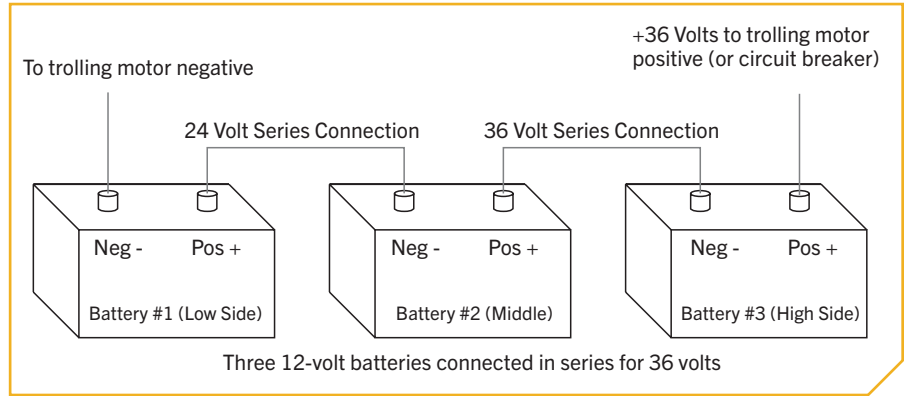 To trolling motor negative
+36 Volts to trolling motor
positive (or circuit breaker)
24 Volt Series Connection
36 Volt Series Connection
Neg -
Pos +
Neg -
Pos +
Neg -
Pos +
Battery #1 (Low Side)
Battery #2 (Middle)
Battery #3 (High Side)
Three 12-volt batteries connected in series for 36 volts